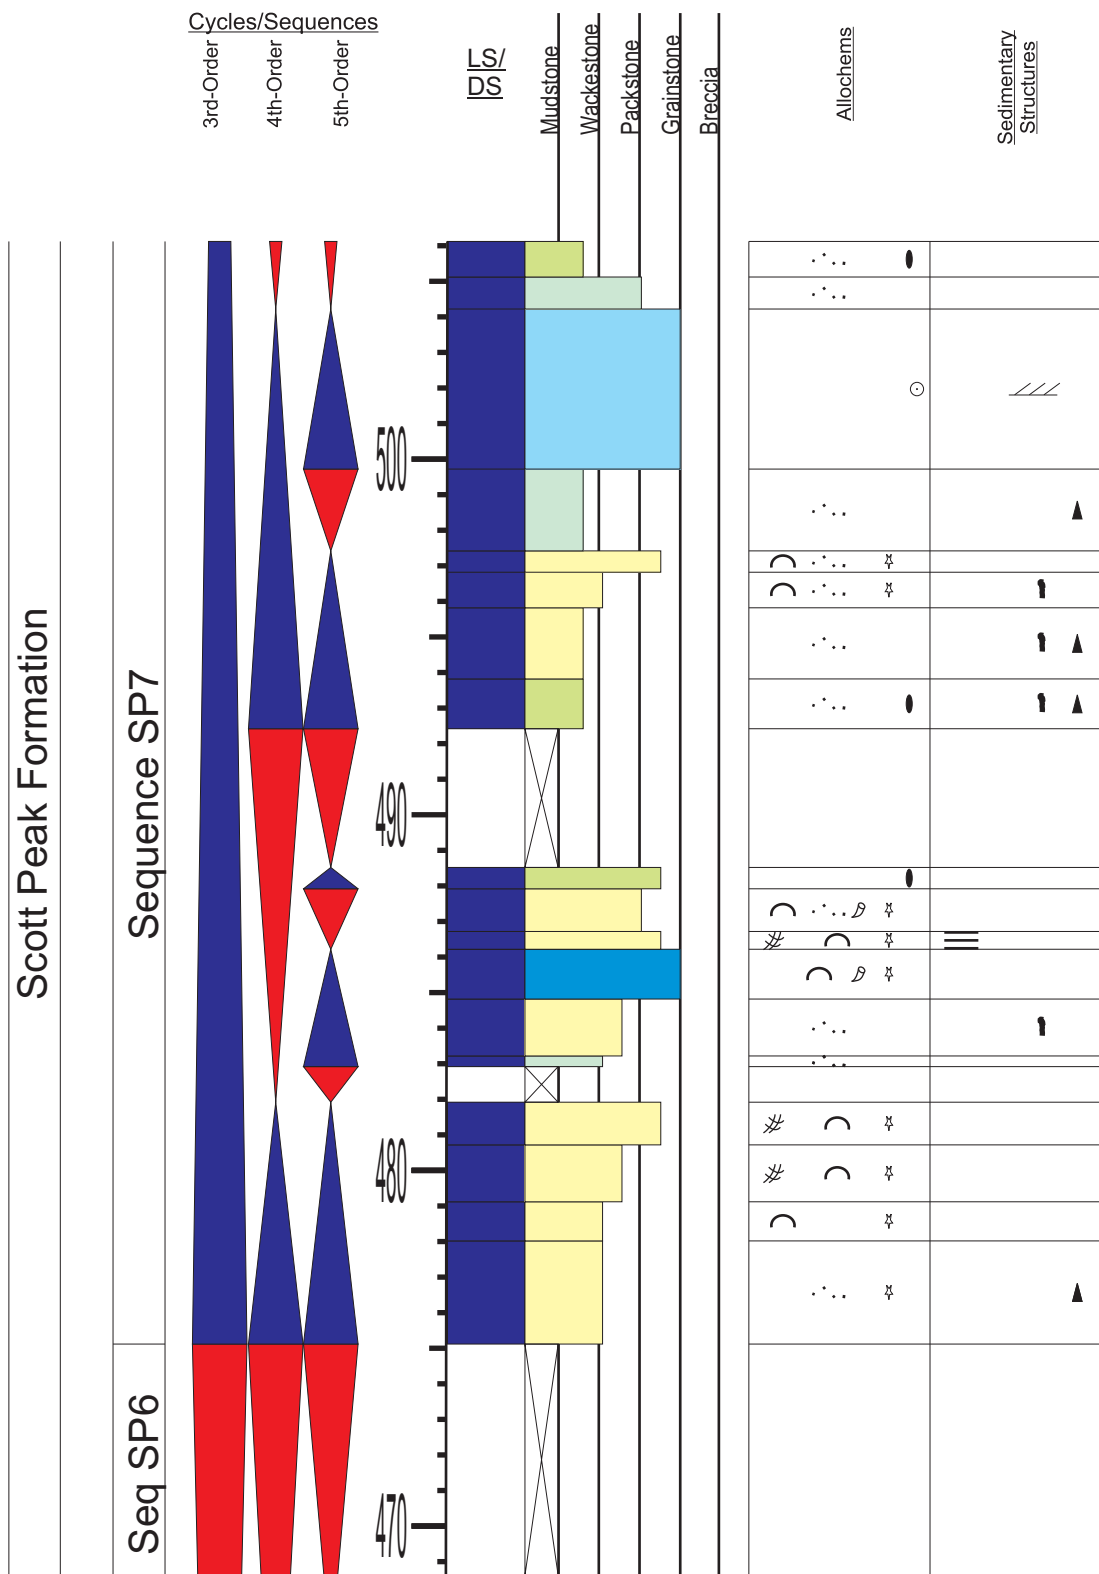 Cycles/Sequences
3rd-Order
4th-Order
5th-Order
LS/
DS
Mudstone
Wackestone
Packstone
Grainstone
Breccia
Allochems
Sedimentary
Structures
Scott Peak Formation
Sequence SP7
Seq SP6
500
490
480
470